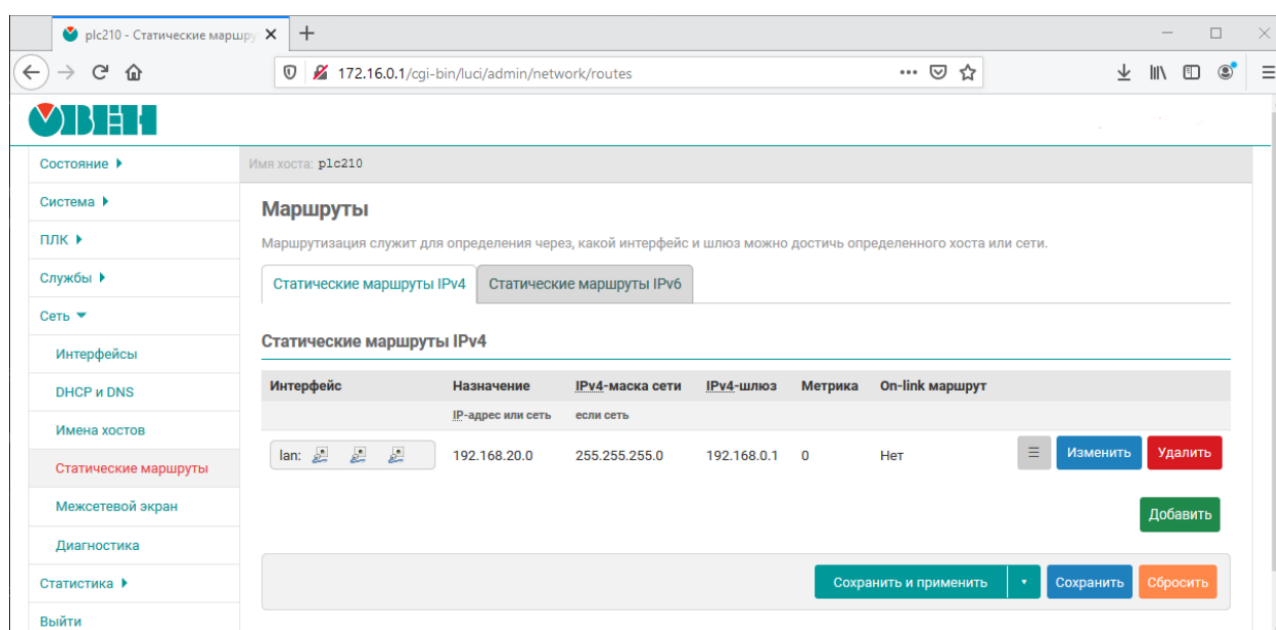 plc210 - Статические маршру
172.16.0.1/cgi-bin/luci/admin/network/routes
ОВЕН
Состояние
Имя хоста: plc210
Система
Маршруты
ПЛК
Маршрутизация служит для определения через, какой интерфейс и шлюз можно достичь определенного хоста или сети.
Службы
Статические маршруты IPv4 Статические маршруты IPv6
Сеть
Статические маршруты IPv4
Интерфейсы
Интерфейс Назначение IPv4-маска сети IPv4-шлюз Метрика On-link маршрут
DHCP и DNS
IP-адрес или сеть если сеть
Имена хостов
lan: 192.168.20.0 255.255.255.0 192.168.0.1 0 Нет Изменить Удалить
Статические маршруты
Межсетевой экран
Добавить
Диагностика
Статистика
Сохранить и применить Сохранить Сбросить
Выйти